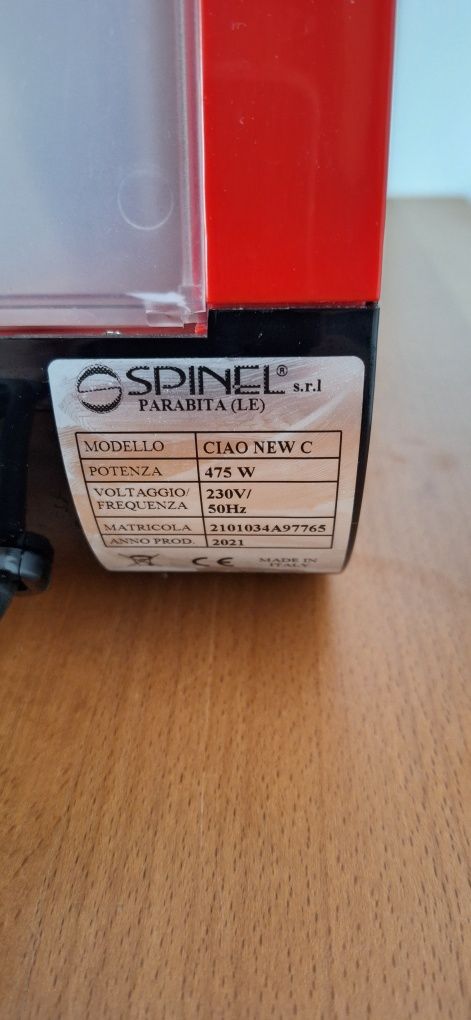 SPINEL® s.r.l
PARABITA (LE)
MODELLO CIAO NEW C
POTENZA 475 W
VOLTAGGIO/ 230V/
FREQUENZA 50Hz
MATRICOLA 2101034A97765
ANNO PROD. 2021
CE MADE IN
ITALY